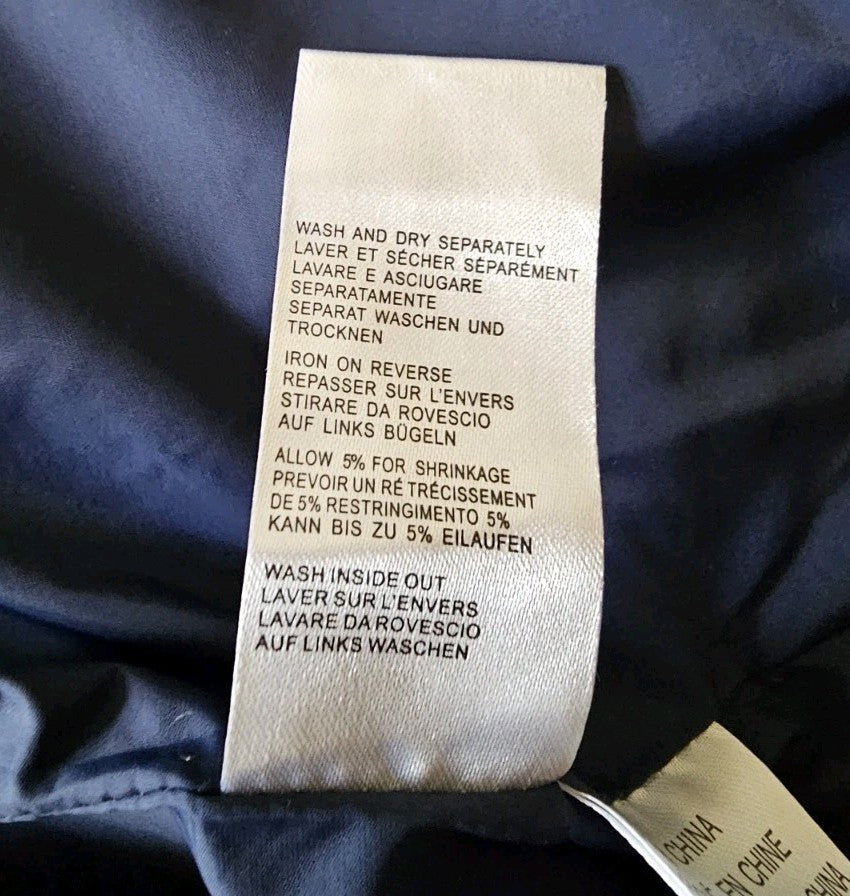 WASH AND DRY SEPARATELY
LAVER ET SÉCHER SÉPARÉMENT
LAVARE E ASCIUGARE
SEPARATAMENTE
SEPARAT WASCHEN UND
TROCKNEN
IRON ON REVERSE
REPASSER SUR L'ENVERS
STIRARE DA ROVESCIO
AUF LINKS BÜGELN
ALLOW 5% FOR SHRINKAGE
PREVOIR UN RÉ TRÉCISSEMENT
DE 5% RESTRINGIMENTO 5%
KANN BIS ZU 5% EILAUFEN
WASH INSIDE OUT
LAVER SUR L'ENVERS
LAVARE DA ROVESCIO
AUF LINKS WASCHEN
CHINA
EN CHINE
CHINA